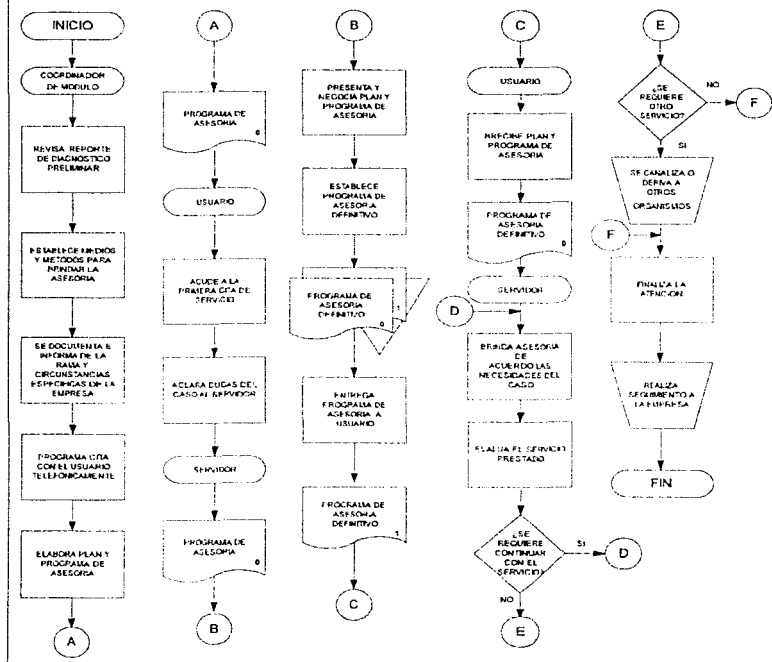 INICIO
COORDINADOR
DE MODULO
REVISA REPORTE
DE DIAGNOSTICO
PRELIMINAR
ESTABLECE MEDIOS
Y METODOS PARA
BRINDAR LA
ASESORIA
SE DOCUMENTA E
INFORMA DE LA
RAMA Y
CIRCUNSTANCIAS
ESPECIFICAS DE LA
EMPRESA
PROGRAMA CITA
CON EL USUARIO
TELEFONICAMENTE
ELABORA PLAN Y
PROGRAMA DE
ASESORIA
A
A
PROGRAMA DE
ASESORIA
0
USUARIO
ACUDE A LA
PRIMERA CITA DE
SERVICIO
ACLARA DUDAS DEL
CASO AL SERVIDOR
SERVIDOR
PROGRAMA DE
ASESORIA
0
B
B
PRESENTA Y
NEGOCIA PLAN Y
PROGRAMA DE
ASESORIA
ESTABLECE
PROGRAMA DE
ASESORIA
DEFINITIVO
1
PROGRAMA DE
ASESORIA
DEFINITIVO
0
ENTREGA
PROGRAMA DE
ASESORIA A
USUARIO
PROGRAMA DE
ASESORIA
DEFINITIVO
1
C
C
USUARIO
RRECIBE PLAN Y
PROGRAMA DE
ASESORIA
PROGRAMA DE
ASESORIA
DEFINITIVO
0
SERVIDOR
D
BRINDA ASESORIA
DE
ACUERDO LAS
NECESIDADES DEL
CASO
EVALUA EL SERVICIO
PRESTADO
¿SE
REQUIERE
CONTINUAR
CON EL
SERVICIO?
SI
D
NO
E
E
¿SE
REQUIERE
OTRO
SERVICIO?
NO
F
SI
SE CANALIZA O
DERIVA A
OTROS
ORGANISMOS
F
FINALIZA LA
ATENCION
REALIZA
SEGUIMIENTO A
LA EMPRESA
FIN